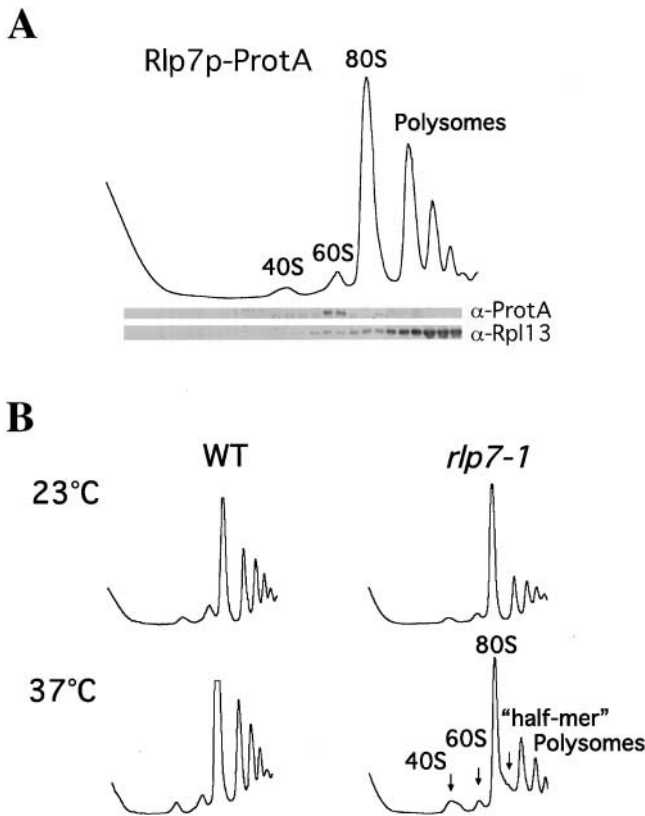 A
Rlp7p-ProtA
80S
Polysomes
60S
40S
α-ProtA
α-Rpl13
B
WT
rlp7-1
23°C
80S
37°C
"half-mer"
60S
Polysomes
40S